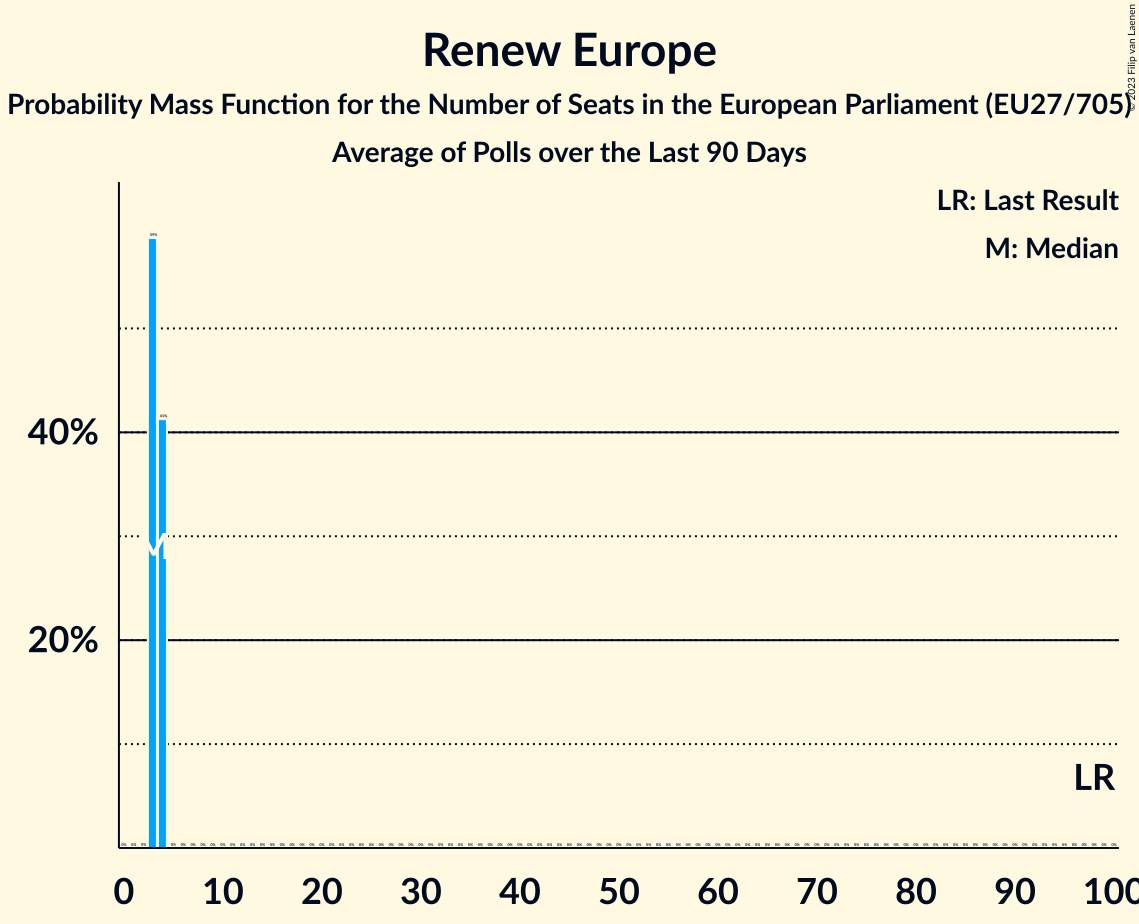 Renew Europe
Probability Mass Function for the Number of Seats in the European Parliament (EU27/705)
Average of Polls over the Last 90 Days
© 2023 Filip van Laenen
LR: Last Result
M: Median
59%
41%
40%
M
20%
LR
0 10 20 30 40 50 60 70 80 90 100